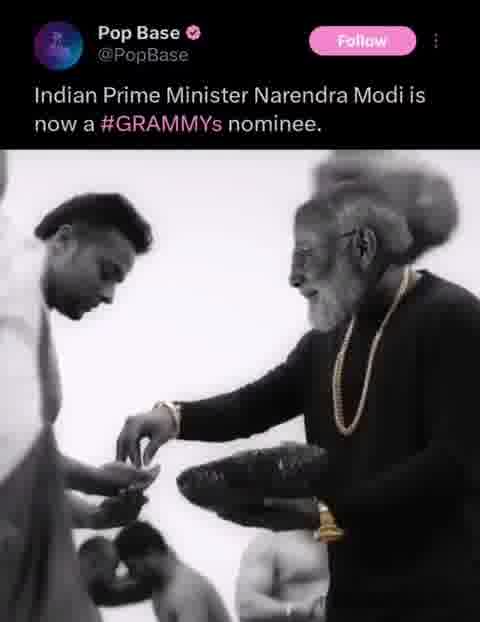 Pop Base
@PopBase
Follow
Indian Prime Minister Narendra Modi is
now a #GRAMMYs nominee.